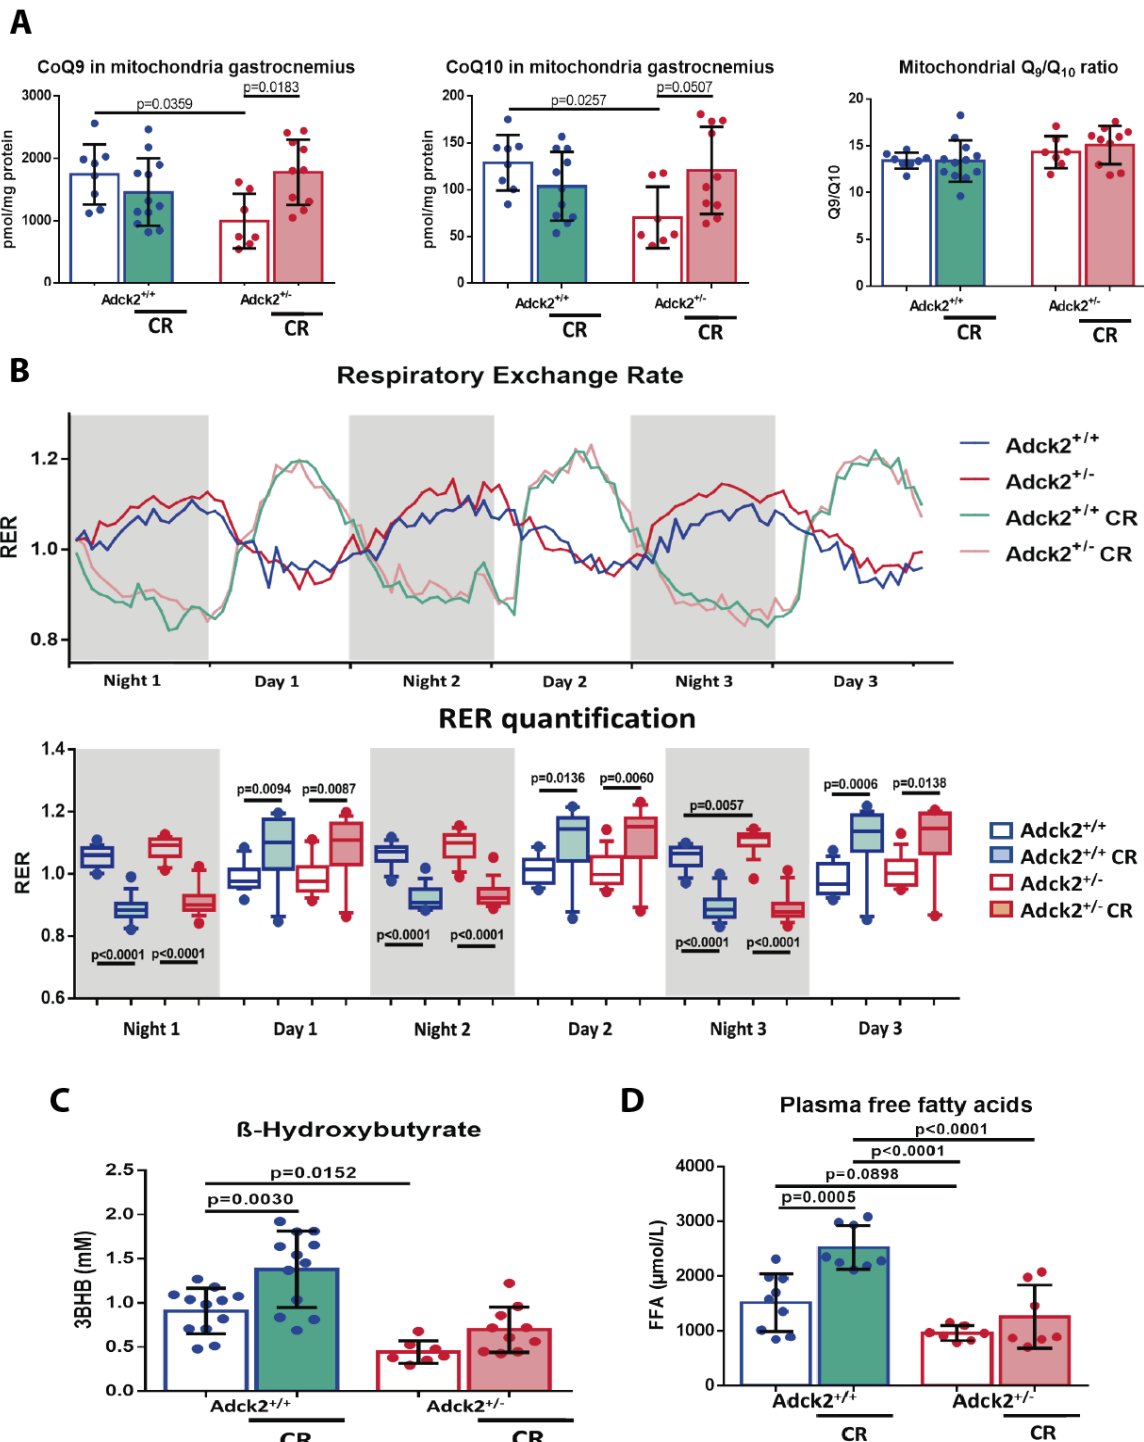 A
CoQ9 in mitochondria gastrocnemius
CoQ10 in mitochondria gastrocnemius
Mitochondrial Q9/Q10 ratio
pmol/mg protein
3000
2000
1000
0
p=0.0359
p=0.0183
Adck2+/+
Adck2+/-
CR
CR
pmol/mg protein
200
150
100
50
0
p=0.0257
p=0.0507
Adck2+/+
Adck2+/-
CR
CR
Q9/Q10
20
15
10
5
0
Adck2+/+
Adck2+/-
CR
CR
B
Respiratory Exchange Rate
RER
1.2
1.0
0.8
Night 1
Day 1
Night 2
Day 2
Night 3
Day 3
Adck2+/+
Adck2+/-
Adck2+/+ CR
Adck2+/- CR
RER quantification
RER
1.4
1.2
1.0
0.8
0.6
p<0.0001
p<0.0001
p=0.0094
p=0.0087
p<0.0001
p<0.0001
p=0.0136
p=0.0060
p=0.0057
p<0.0001
p<0.0001
p=0.0006
p=0.0138
Night 1
Day 1
Night 2
Day 2
Night 3
Day 3
Adck2+/+
Adck2+/+ CR
Adck2+/-
Adck2+/- CR
C
ß-Hydroxybutyrate
3BHB (mM)
2.5
2.0
1.5
1.0
0.5
0.0
p=0.0152
p=0.0030
Adck2+/+
Adck2+/-
CR
CR
D
Plasma free fatty acids
FFA (µmol/L)
4000
3000
2000
1000
0
p<0.0001
p<0.0001
p=0.0898
p=0.0005
Adck2+/+
Adck2+/-
CR
CR